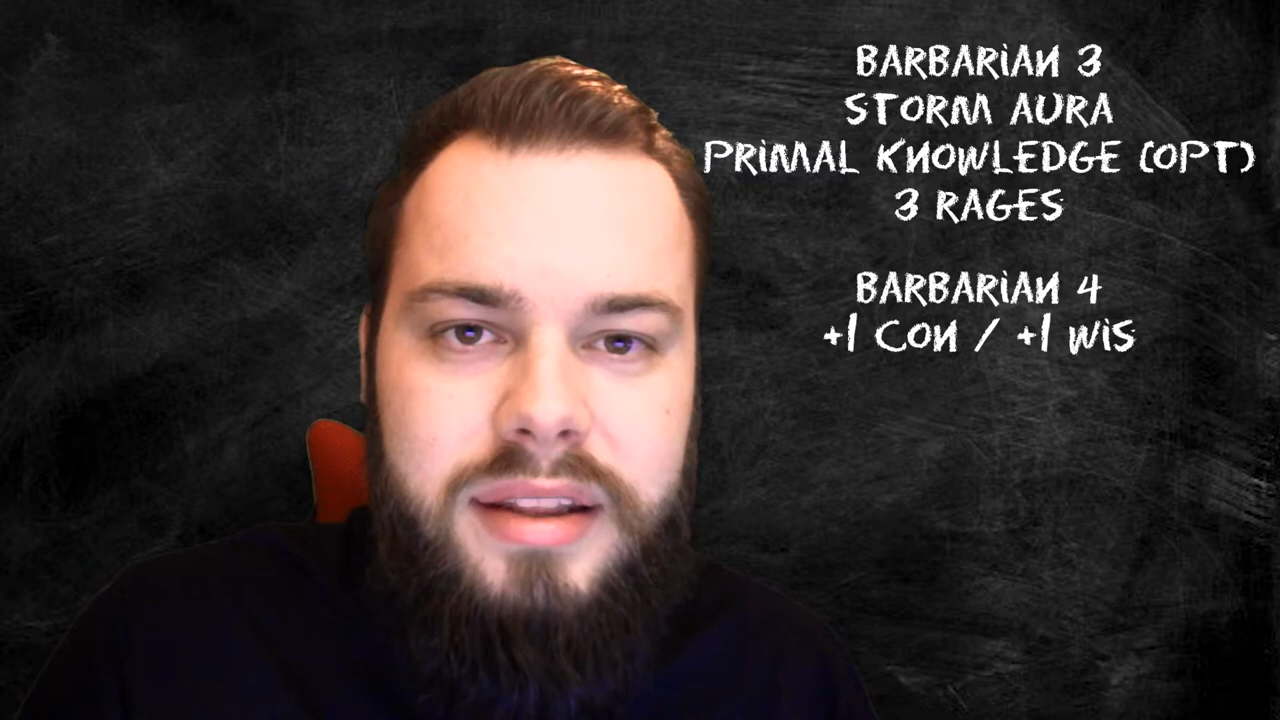 BARBARIAN 3
STORM AURA
PRIMAL KNOWLEDGE (OPT)
3 RAGES
BARBARIAN 4
+1 CON / +1 WIS